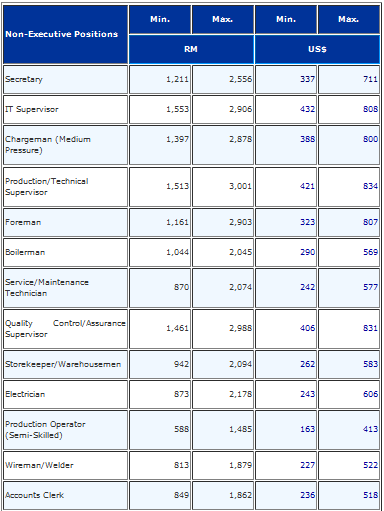 Non-Executive Positions Min. Max. Min. Max.
RM US$
Secretary 1,211 2,556 337 711
IT Supervisor 1,553 2,906 432 808
Chargeman (Medium
Pressure) 1,397 2,878 388 800
Production/Technical
Supervisor 1,513 3,001 421 834
Foreman 1,161 2,903 323 807
Boilerman 1,044 2,045 290 569
Service/Maintenance
Technician 870 2,074 242 577
Quality Control/Assurance
Supervisor 1,461 2,988 406 831
Storekeeper/Warehousemen 942 2,094 262 583
Electrician 873 2,178 243 606
Production Operator
(Semi-Skilled) 588 1,485 163 413
Wireman/Welder 813 1,879 227 522
Accounts Clerk 849 1,862 236 518